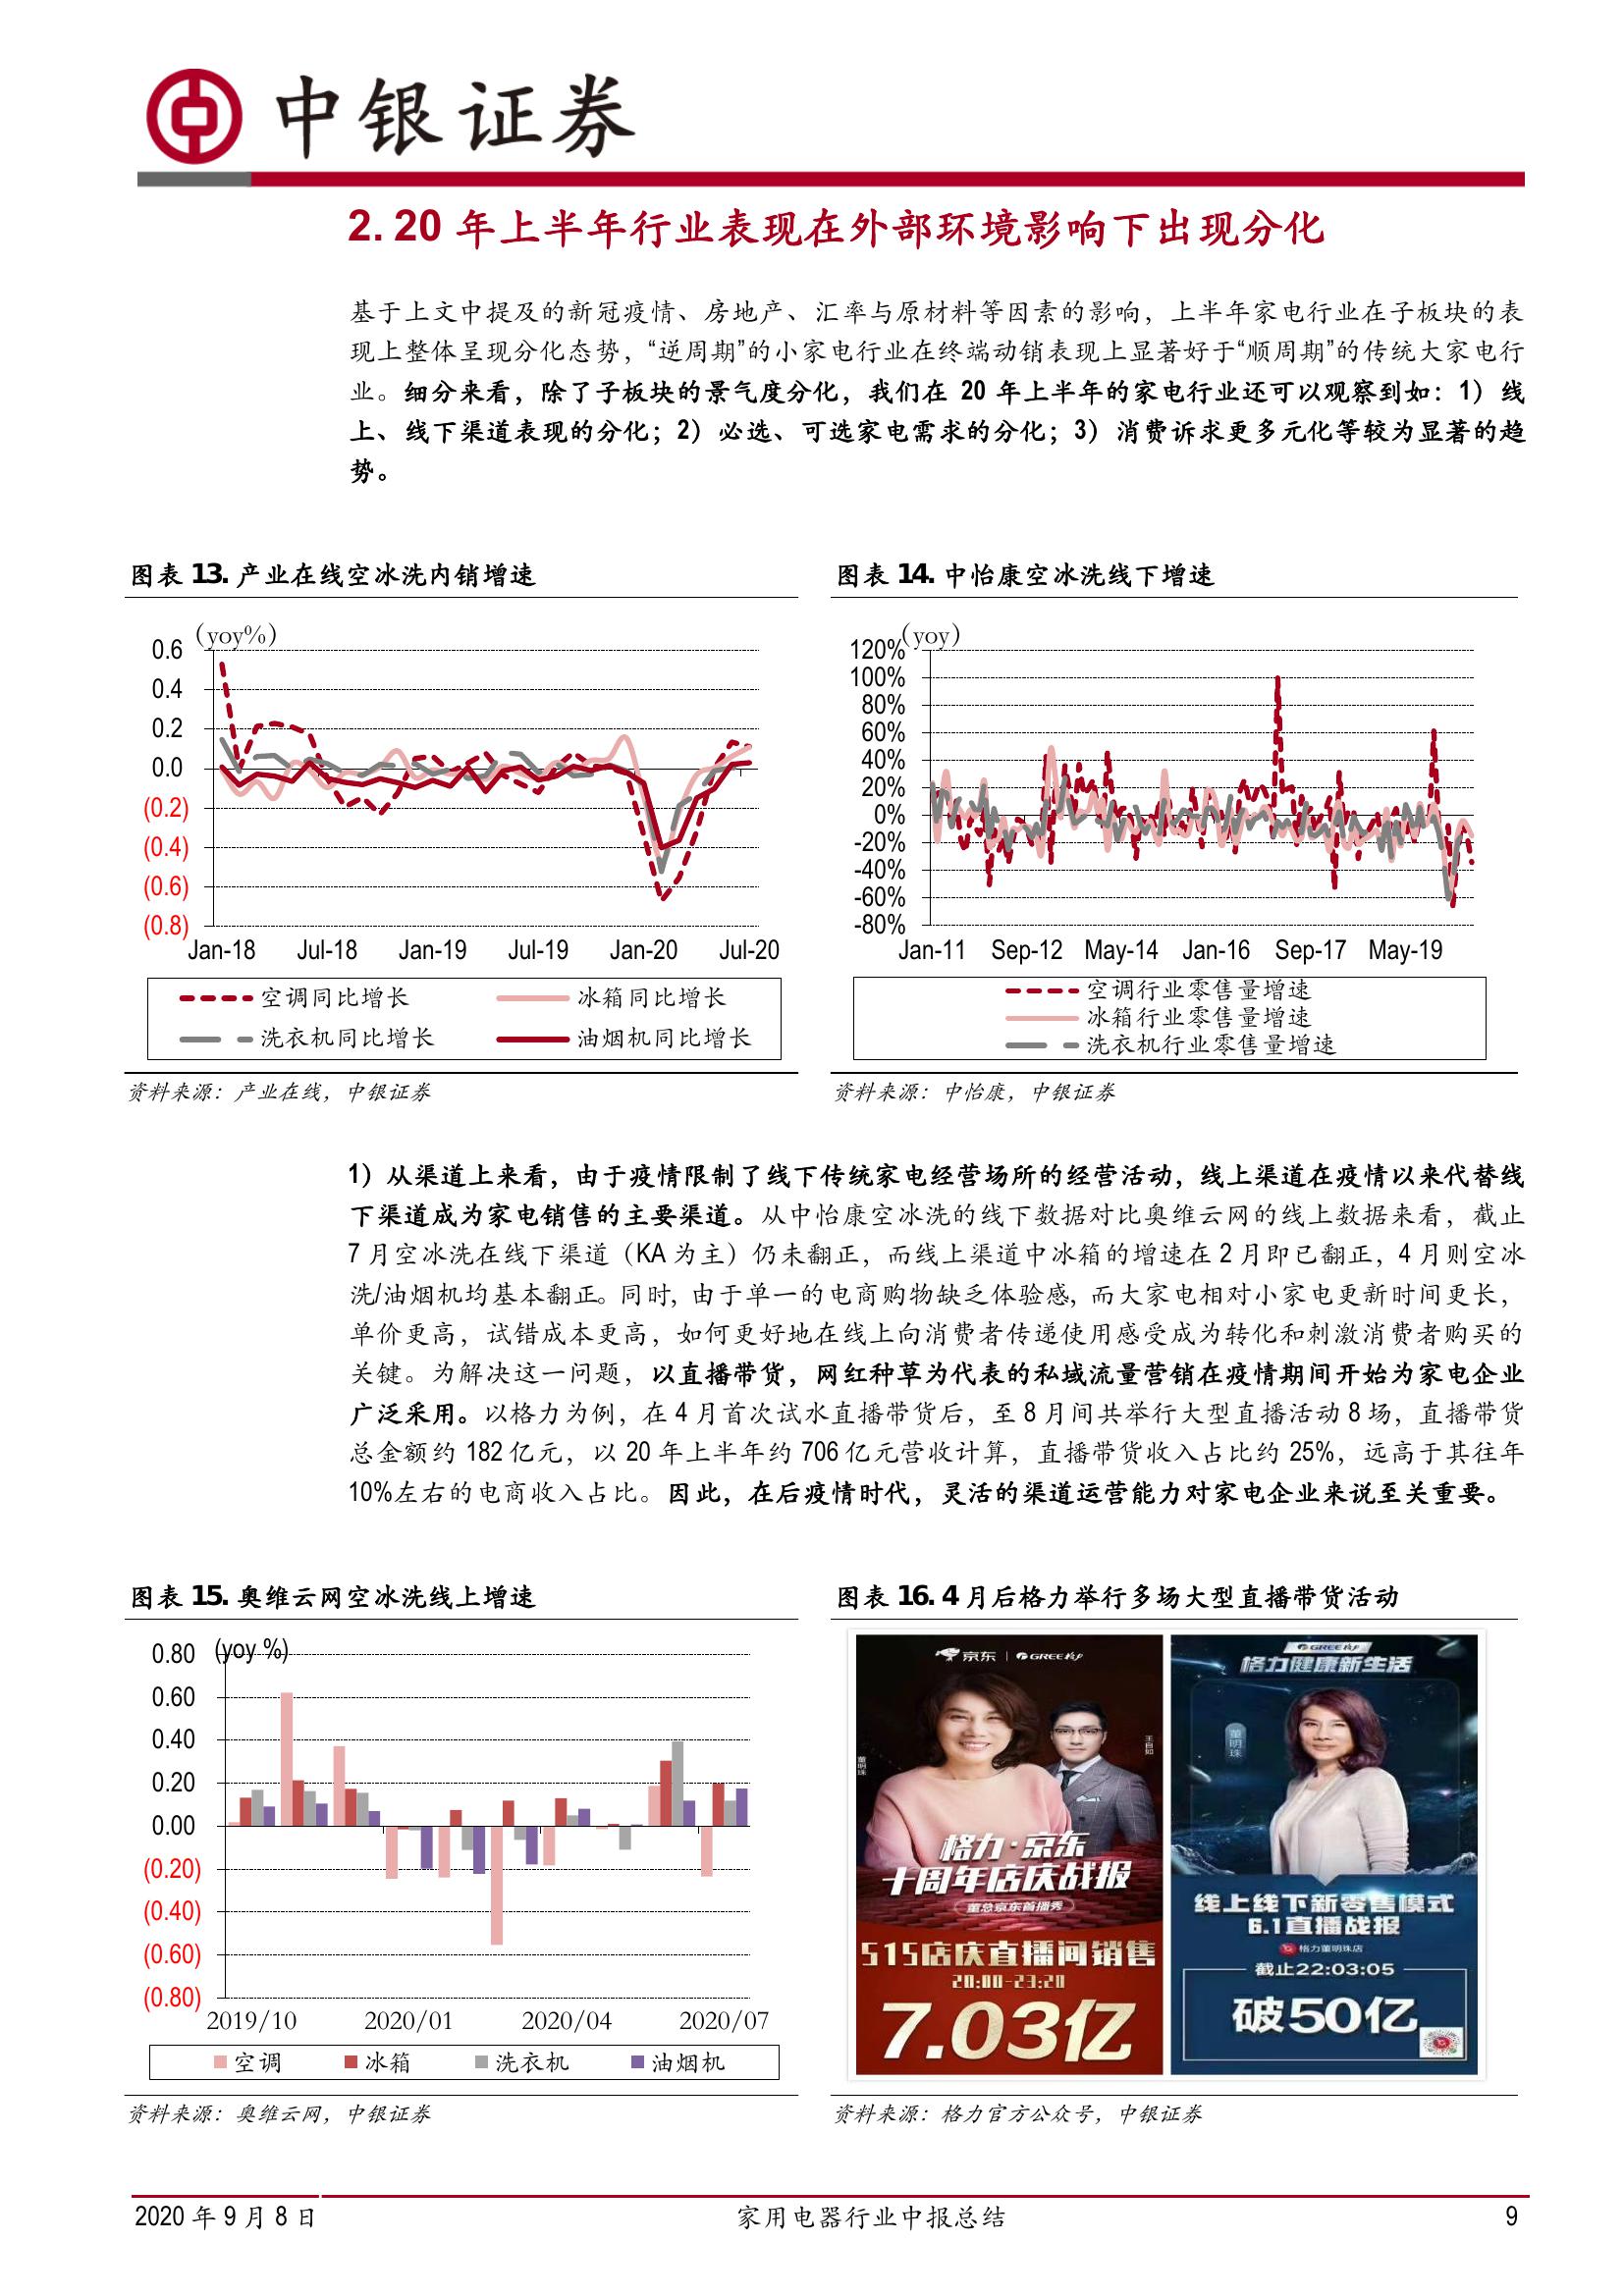 中银证券
2. 20 年上半年行业表现在外部环境影响下出现分化
基于上文中提及的新冠疫情、房地产、汇率与原材料等因素的影响，上半年家电行业在子板块的表
现上整体呈现分化态势，“逆周期”的小家电行业在终端动销表现上显著好于“顺周期”的传统大家电行
业。细分来看，除了子板块的景气度分化，我们在 20 年上半年的家电行业还可以观察到如：1）线
上、线下渠道表现的分化；2）必选、可选家电需求的分化；3）消费诉求更多元化等较为显著的趋
势。
图表 13. 产业在线空冰洗内销增速
(yoy%)
0.6
0.4
0.2
0.0
(0.2)
(0.4)
(0.6)
(0.8)
Jan-18 Jul-18 Jan-19 Jul-19 Jan-20 Jul-20
空调同比增长 冰箱同比增长
洗衣机同比增长 油烟机同比增长
资料来源：产业在线，中银证券
图表 14. 中怡康空冰洗线下增速
(yoy)
120%
100%
80%
60%
40%
20%
0%
-20%
-40%
-60%
-80%
Jan-11 Sep-12 May-14 Jan-16 Sep-17 May-19
空调行业零售量增速
冰箱行业零售量增速
洗衣机行业零售量增速
资料来源：中怡康，中银证券
1）从渠道上来看，由于疫情限制了线下传统家电经营场所的经营活动，线上渠道在疫情以来代替线
下渠道成为家电销售的主要渠道。从中怡康空冰洗的线下数据对比奥维云网的线上数据来看，截止
7 月空冰洗在线下渠道（KA 为主）仍未翻正，而线上渠道中冰箱的增速在 2 月即已翻正，4 月则空冰
洗/油烟机均基本翻正。同时，由于单一的电商购物缺乏体验感，而大家电相对小家电更新时间更长，
单价更高，试错成本更高，如何更好地在线上向消费者传递使用感受成为转化和刺激消费者购买的
关键。为解决这一问题，以直播带货，网红种草为代表的私域流量营销在疫情期间开始为家电企业
广泛采用。以格力为例，在 4 月首次试水直播带货后，至 8 月间共举行大型直播活动 8 场，直播带货
总金额约 182 亿元，以 20 年上半年约 706 亿元营收计算，直播带货收入占比约 25%，远高于其往年
10%左右的电商收入占比。因此，在后疫情时代，灵活的渠道运营能力对家电企业来说至关重要。
图表 15. 奥维云网空冰洗线上增速
(yoy %)
0.80
0.60
0.40
0.20
0.00
(0.20)
(0.40)
(0.60)
(0.80)
2019/10 2020/01 2020/04 2020/07
空调 冰箱 洗衣机 油烟机
资料来源：奥维云网，中银证券
图表 16. 4 月后格力举行多场大型直播带货活动
京东 | GREE格力
董明珠
王自如
格力·京东
十周年店庆战报
董总京东首播秀
515店庆直播间销售
20:00-23:20
7.03亿
GREE格力
格力健康新生活
董明珠
线上线下新零售模式
6.1直播战报
格力董明珠店
截止22:03:05
破50亿
资料来源：格力官方公众号，中银证券
2020 年 9 月 8 日 家用电器行业中报总结 9